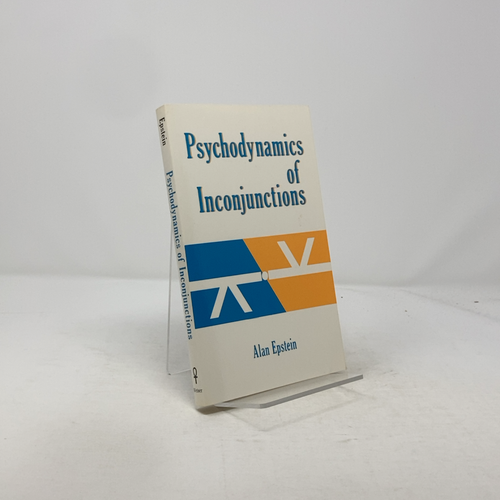 Psychodynamics
of
Inconjunctions
Alan Epstein
Epstein
Psychodynamics of Inconjunctions